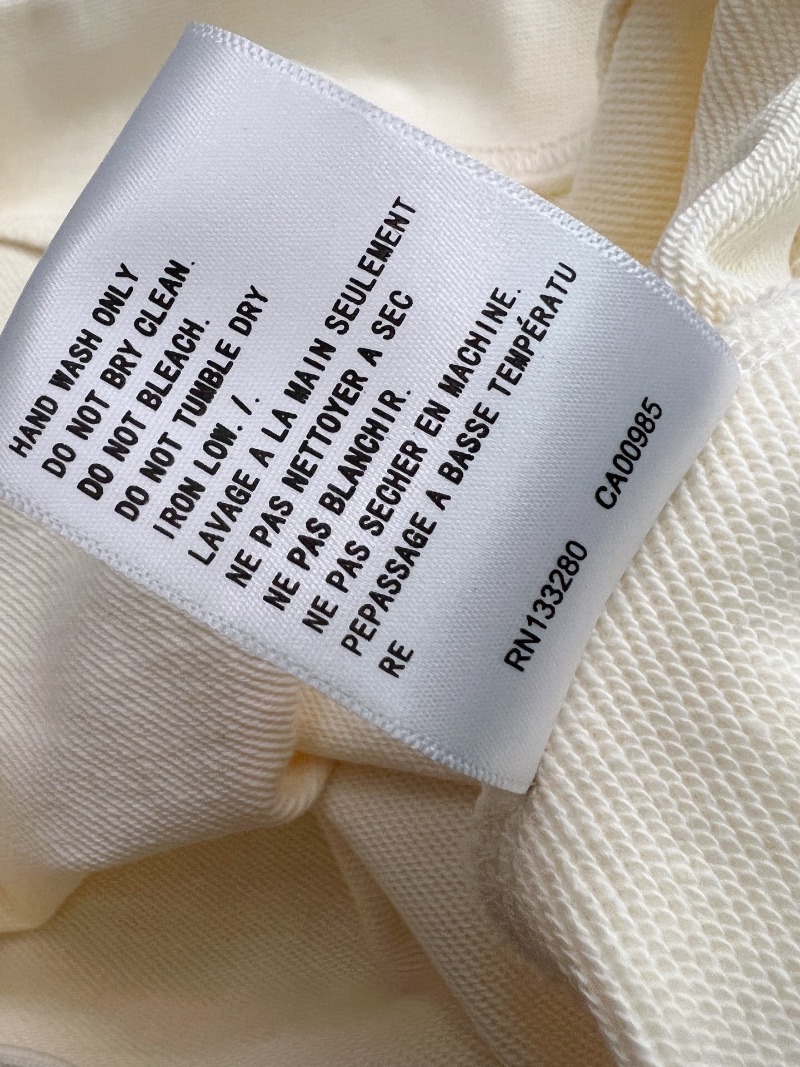 HAND WASH ONLY
DO NOT BRY CLEAN.
DO NOT BLEACH.
DO NOT TUMBLE DRY
IRON LOW. /.
LAVAGE A LA MAIN SEULEMENT
NE PAS NETTOYER A SEC
NE PAS BLANCHIR.
NE PAS SECHER EN MACHINE.
PEPASSAGE A BASSE TEMPÉRATU
RE
RN133280 CA00985